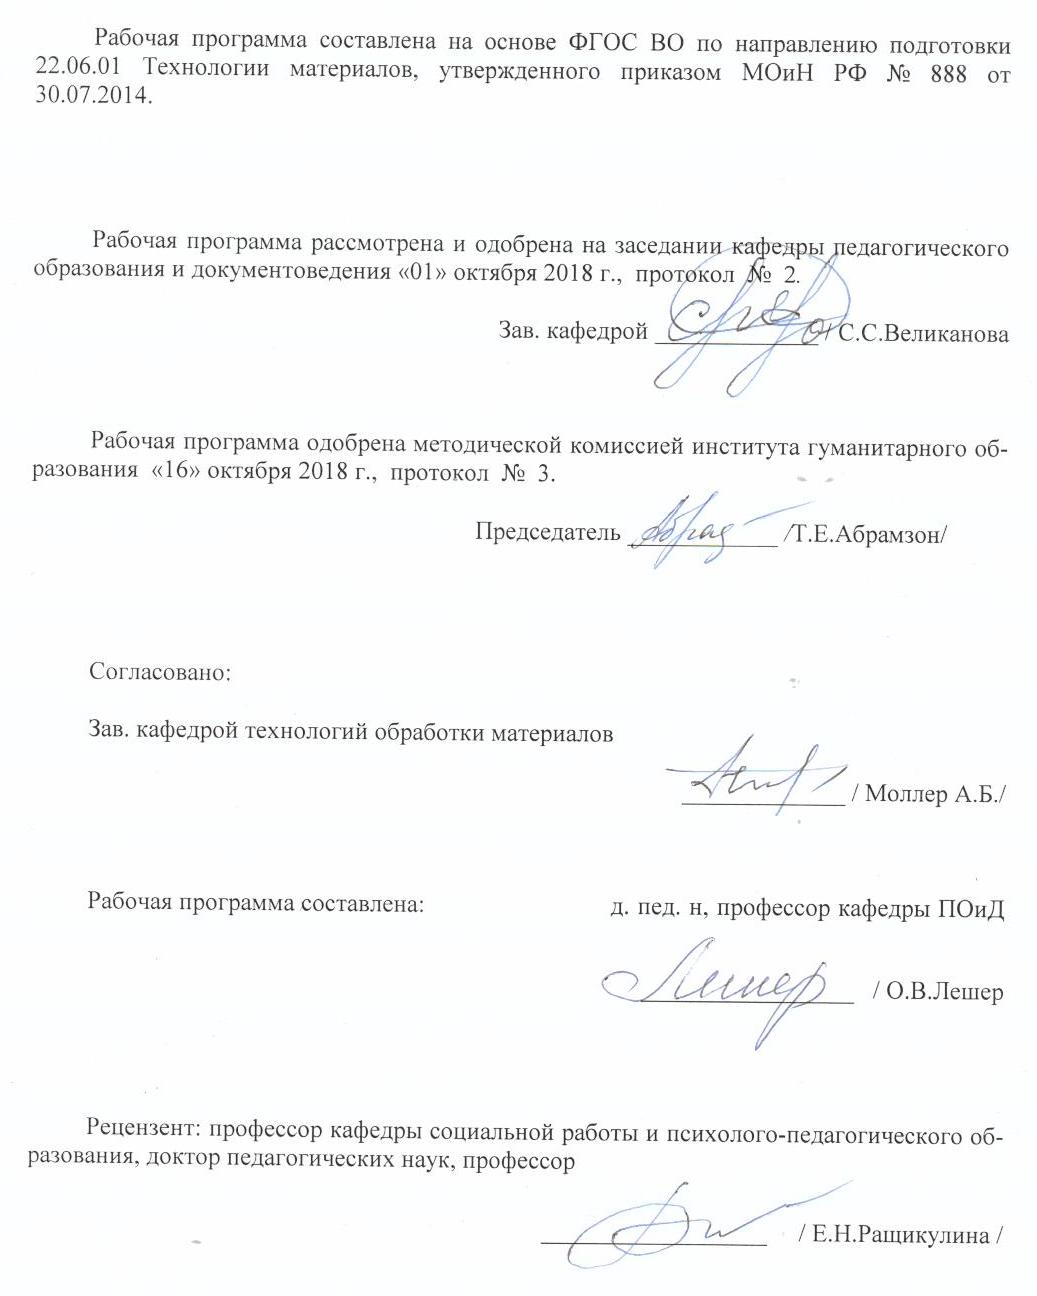 Рабочая программа составлена на основе ФГОС ВО по направлению подготовки
22.06.01 Технологии материалов, утвержденного приказом МОиН РФ № 888 от
30.07.2014.
Рабочая программа рассмотрена и одобрена на заседании кафедры педагогического
образования и документоведения «01» октября 2018 г., протокол № 2.
Зав. кафедрой / С.С.Великанова
Рабочая программа одобрена методической комиссией института гуманитарного об-
разования «16» октября 2018 г., протокол № 3.
Председатель /Т.Е.Абрамзон/
Согласовано:
Зав. кафедрой технологий обработки материалов
/ Моллер А.Б./
Рабочая программа составлена: д. пед. н, профессор кафедры ПОиД
Лешер / О.В.Лешер
Рецензент: профессор кафедры социальной работы и психолого-педагогического об-
разования, доктор педагогических наук, профессор
/ Е.Н.Ращикулина /